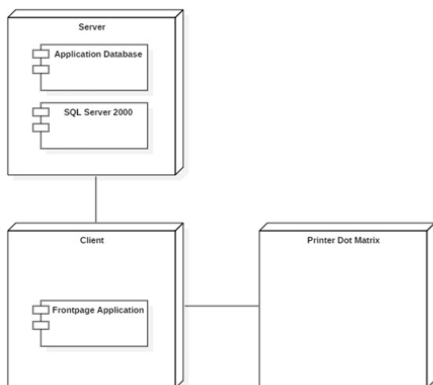 Server
Application Database
SQL Server 2000
Client
Printer Dot Matrix
Frontpage Application